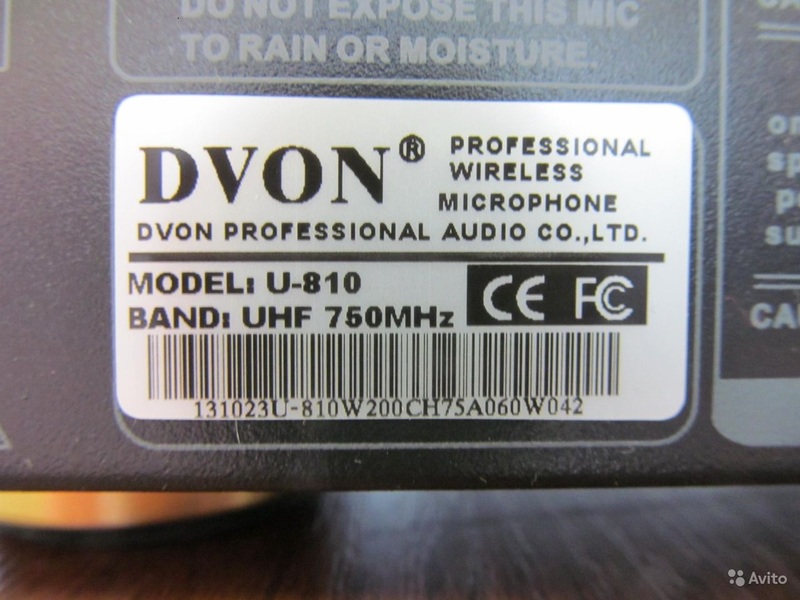 DO NOT EXPOSE THIS MIC
TO RAIN OR MOISTURE.
DVON® PROFESSIONAL
WIRELESS
MICROPHONE
DVON PROFESSIONAL AUDIO CO.,LTD.
MODEL: U-810
BAND: UHF 750MHz
CE FC
131023U-810W200CH75A060W042
Avito